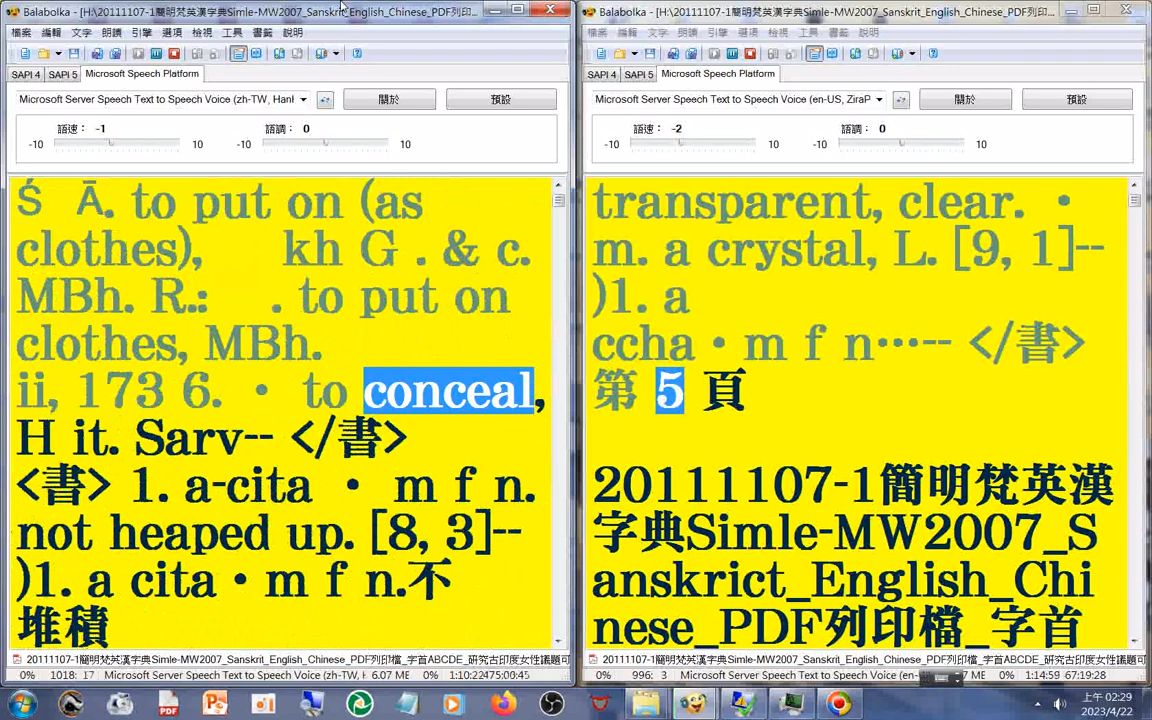 Balabolka - [H:\20111107-1簡明梵英漢字典Simle-MW2007_Sanskrit_English_Chinese_PDF列印...
檔案 編輯 文字 朗讀 引擎 選項 檢視 工具 書籤 說明
SAPI 4 SAPI 5 Microsoft Speech Platform
Microsoft Server Speech Text to Speech Voice (zh-TW, Hanl
關於 預設
語速: -1 語調: 0
-10 10 -10 10
Ś Ā. to put on (as
clothes), kh G . & c.
MBh. R.: . to put on
clothes, MBh.
ii, 173 6. • to conceal,
H it. Sarv-- </書>
<書> 1. a-cita • m f n.
not heaped up. [8, 3]--
)1. a cita • m f n.不
堆積
20111107-1簡明梵英漢字典Simle-MW2007_Sanskrit_English_Chinese_PDF列印檔_字首ABCDE_研究古印度女性議題可
0% 1018: 17 Microsoft Server Speech Text to Speech Voice (zh-TW, H 6.07 ME 0% 1:10:22475:00:45
Balabolka - [H:\20111107-1簡明梵英漢字典Simle-MW2007_Sanskrit_English_Chinese_PDF列印...
檔案 編輯 文字 朗讀 引擎 選項 檢視 工具 書籤 說明
SAPI 4 SAPI 5 Microsoft Speech Platform
Microsoft Server Speech Text to Speech Voice (en-US, ZiraP
關於 預設
語速: -2 語調: 0
-10 10 -10 10
transparent, clear. •
m. a crystal, L. [9, 1]--
)1. a
ccha • m f n…-- </書>
第 5 頁
20111107-1簡明梵英漢
字典Simle-MW2007_S
anskrict_English_Chi
nese_PDF列印檔_字首
20111107-1簡明梵英漢字典Simle-MW2007_Sanskrit_English_Chinese_PDF列印檔_字首ABCDE_研究古印度女性議題可
0% 996: 3 Microsoft Server Speech Text to Speech Voice (en-us ME 0% 1:14:59 67:19:28
上午 02:29
2023/4/22